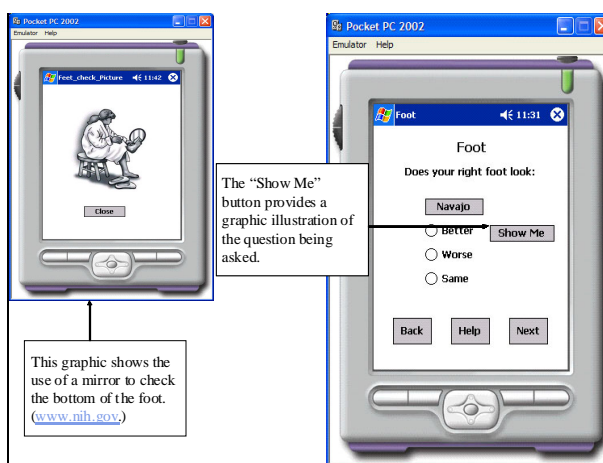 Pocket PC 2002
Emulator Help
Feet_check_Picture 11:42
Close
This graphic shows the
use of a mirror to check
the bottom of the foot.
(www.nih.gov.)
The “Show Me”
button provides a
graphic illustration of
the question being
asked.
Pocket PC 2002
Emulator Help
Foot 11:31
Foot
Does your right foot look:
Navajo
Better
Show Me
Worse
Same
Back Help Next